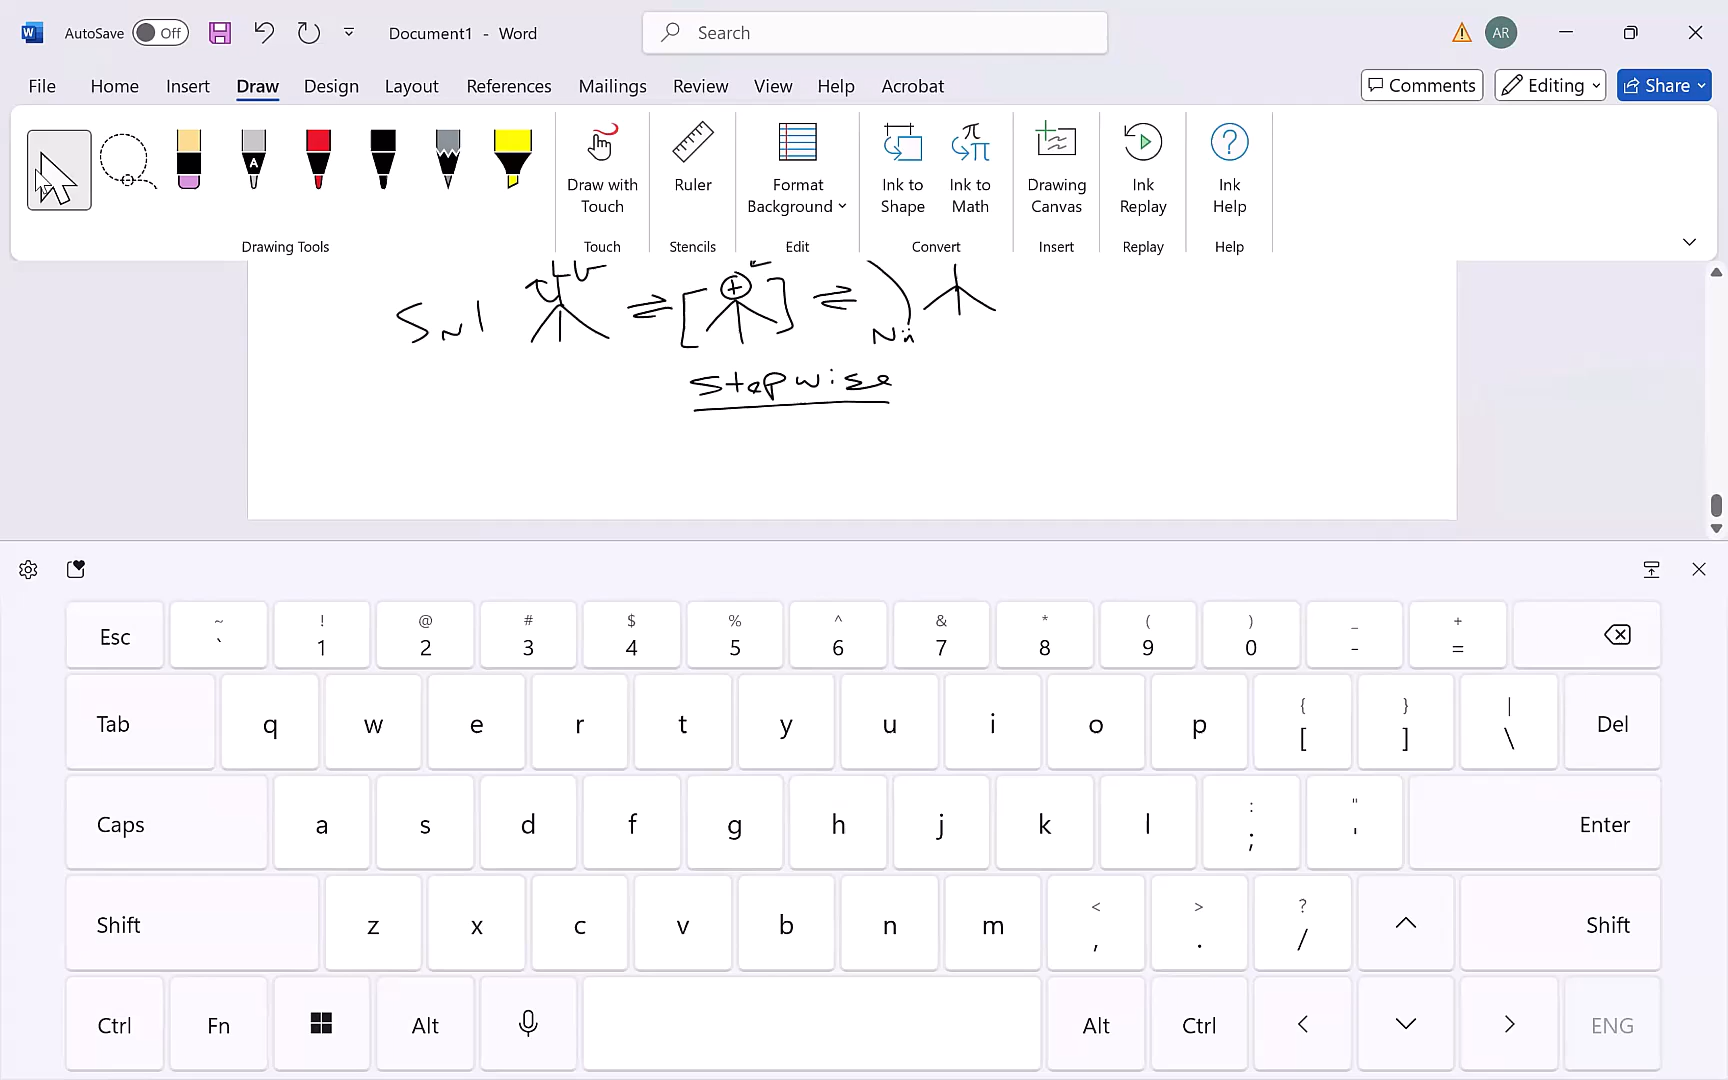 AutoSave Off Document1 - Word Search AR
File Home Insert Draw Design Layout References Mailings Review View Help Acrobat Comments Editing Share
A
Draw with Touch Ruler Format Background Ink to Shape Ink to Math Drawing Canvas Ink Replay Ink Help
Drawing Tools Touch Stencils Edit Convert Insert Replay Help
SN1 [ + ]
stepwise
Esc ~ ` ! 1 @ 2 # 3 $ 4 % 5 ^ 6 & 7 * 8 ( 9 ) 0 _ - + =
Tab q w e r t y u i o p { [ } ] | \ Del
Caps a s d f g h j k l : ; " ' Enter
Shift z x c v b n m < , > . ? / Shift
Ctrl Fn Alt Alt Ctrl ENG